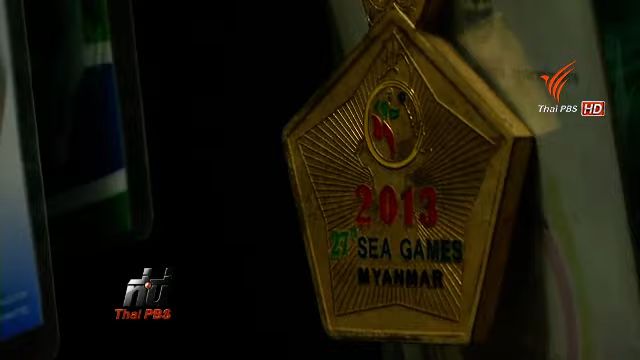 Thai PBS HD
2013
27th SEA GAMES
MYANMAR
Thai PBS